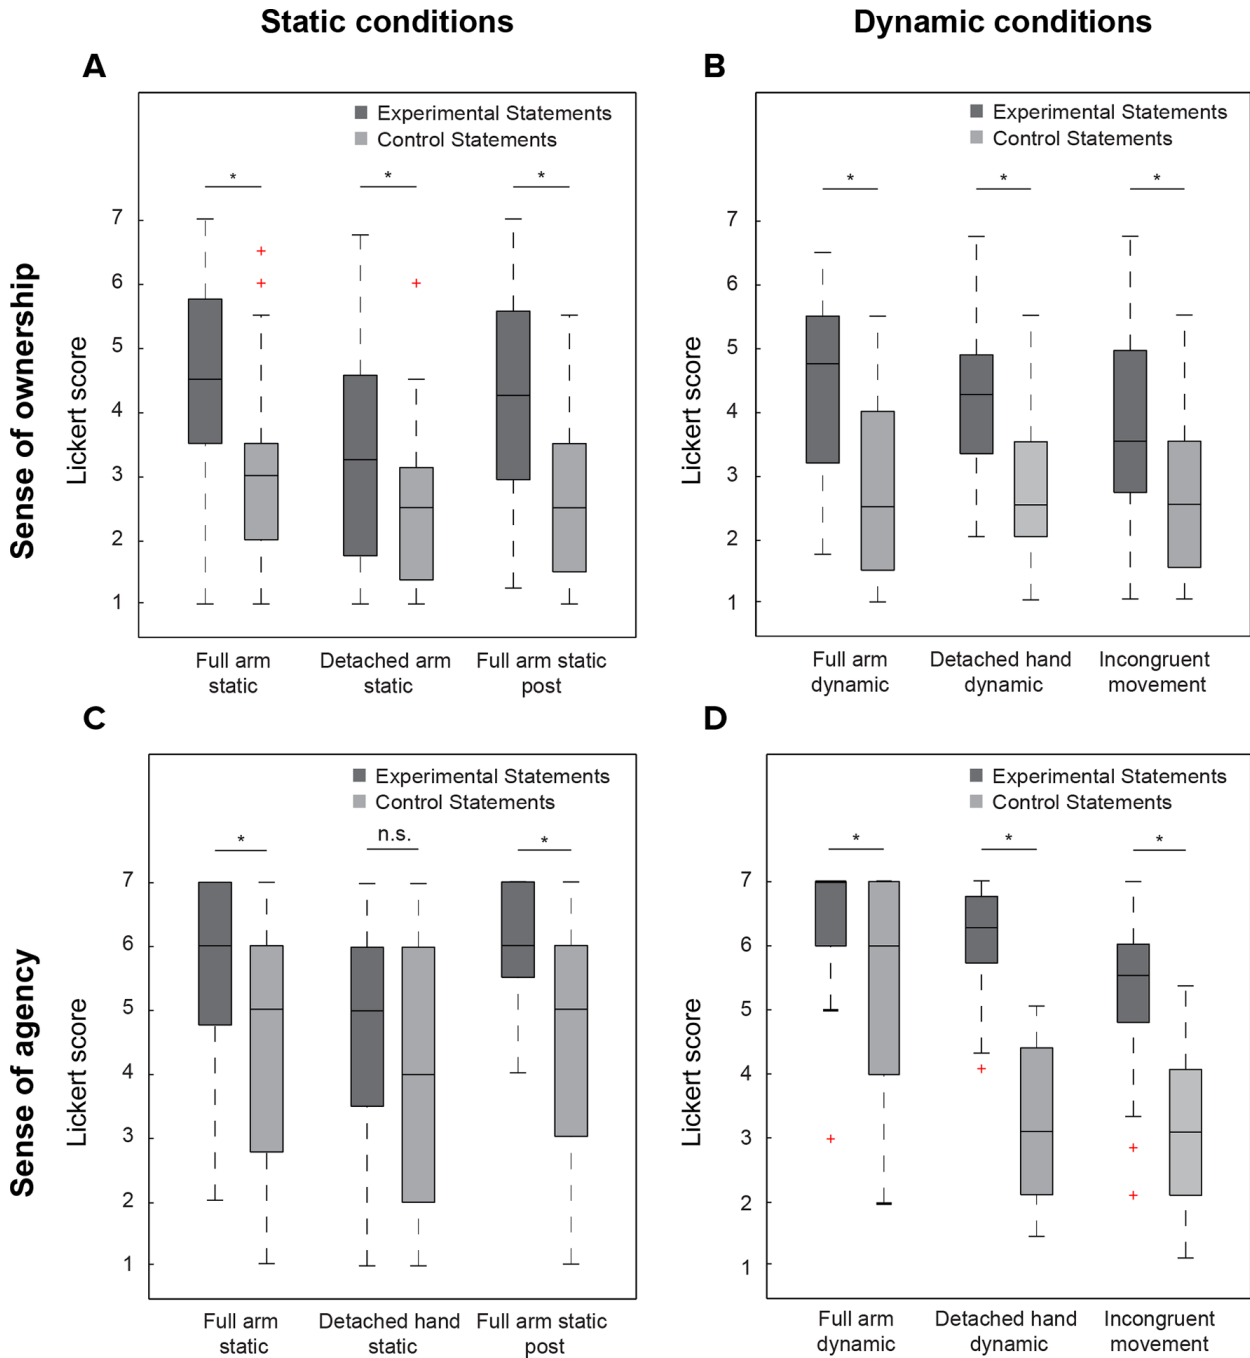 Static conditions
Dynamic conditions
Sense of ownership
A
Experimental Statements
Control Statements
*
*
*
7
6
5
4
3
2
1
Lickert score
Full arm
static
Detached arm
static
Full arm static
post
B
Experimental Statements
Control Statements
*
*
*
7
6
5
4
3
2
1
Lickert score
Full arm
dynamic
Detached hand
dynamic
Incongruent
movement
Sense of agency
C
Experimental Statements
Control Statements
*
n.s.
*
7
6
5
4
3
2
1
Lickert score
Full arm
static
Detached hand
static
Full arm static
post
D
Experimental Statements
Control Statements
*
*
*
7
6
5
4
3
2
1
Lickert score
Full arm
dynamic
Detached hand
dynamic
Incongruent
movement